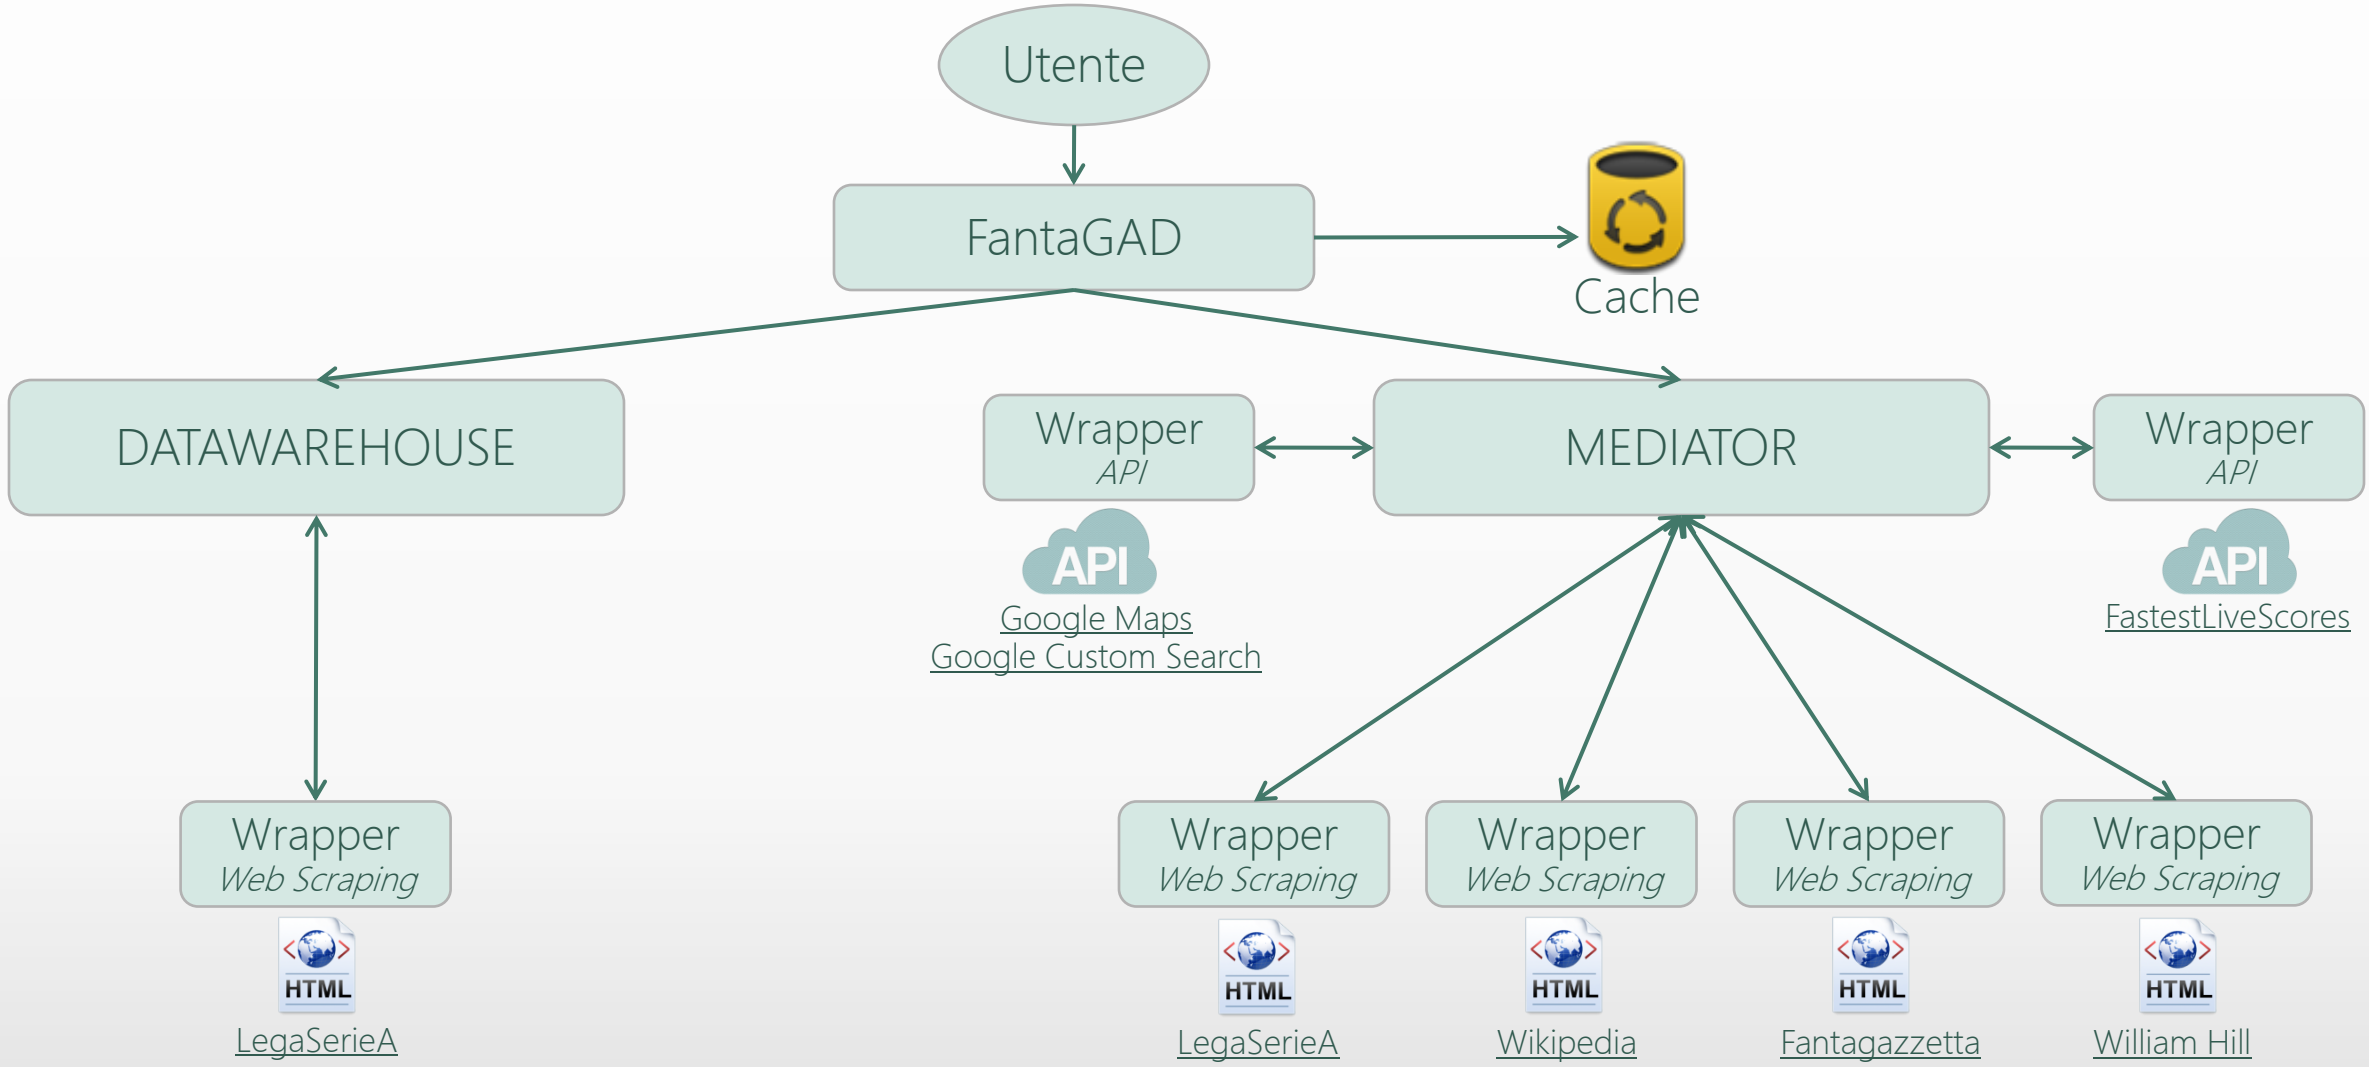 Utente
FantaGAD
Cache
DATAWAREHOUSE
Wrapper
API
MEDIATOR
Wrapper
API
API
Google Maps
Google Custom Search
API
FastestLiveScores
Wrapper
Web Scraping
HTML
LegaSerieA
Wrapper
Web Scraping
HTML
LegaSerieA
Wrapper
Web Scraping
HTML
Wikipedia
Wrapper
Web Scraping
HTML
Fantagazzetta
Wrapper
Web Scraping
HTML
William Hill